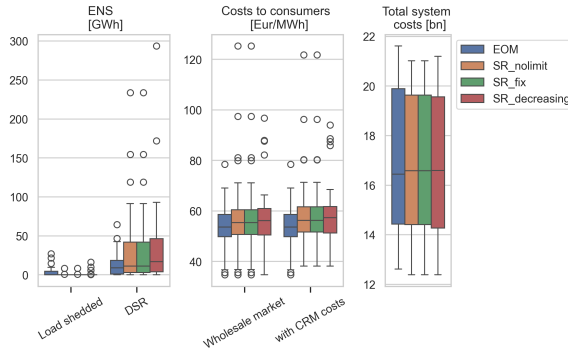 ENS
[GWh]
300
250
200
150
100
50
0
Load shedded
DSR
Costs to consumers
[Eur/MWh]
120
100
80
60
40
Wholesale market
with CRM costs
Total system
costs [bn]
22
20
18
16
14
12
EOM
SR_nolimit
SR_fix
SR_decreasing